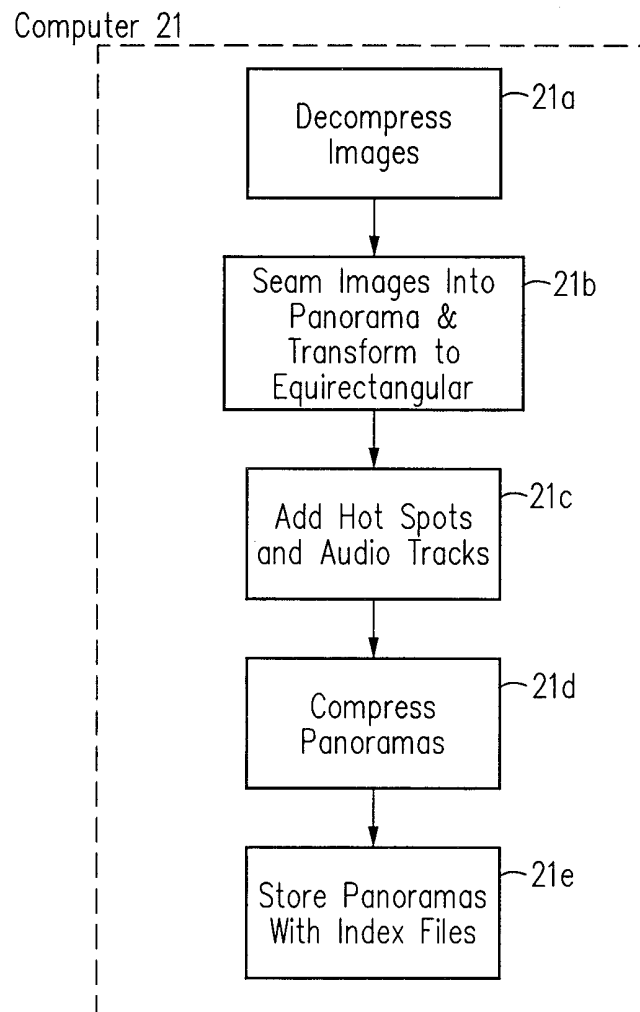 Computer 21
21a
Decompress
Images
21b
Seam Images Into
Panorama &
Transform to
Equirectangular
21c
Add Hot Spots
and Audio Tracks
21d
Compress
Panoramas
21e
Store Panoramas
With Index Files